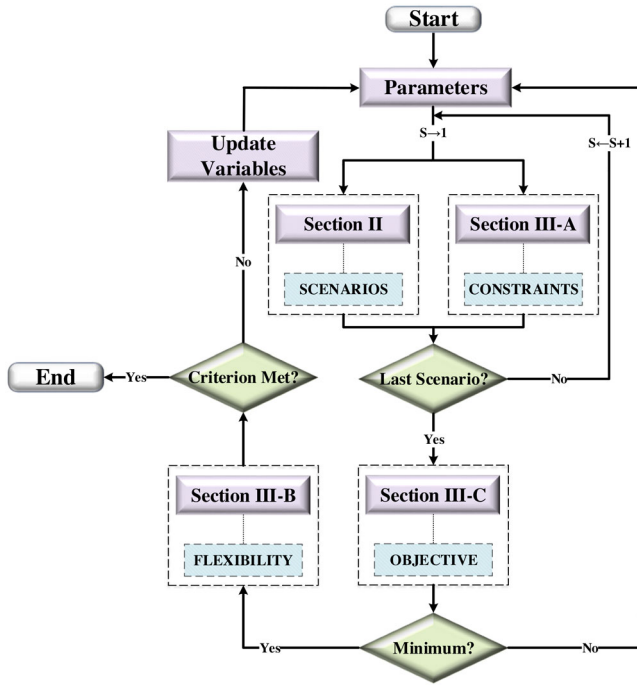 Start
Parameters
S→1
S←S+1
Update
Variables
Section II
Section III-A
No
SCENARIOS
CONSTRAINTS
End
Yes
Criterion Met?
Last Scenario?
No
Yes
Section III-B
Section III-C
FLEXIBILITY
OBJECTIVE
Yes
Minimum?
No